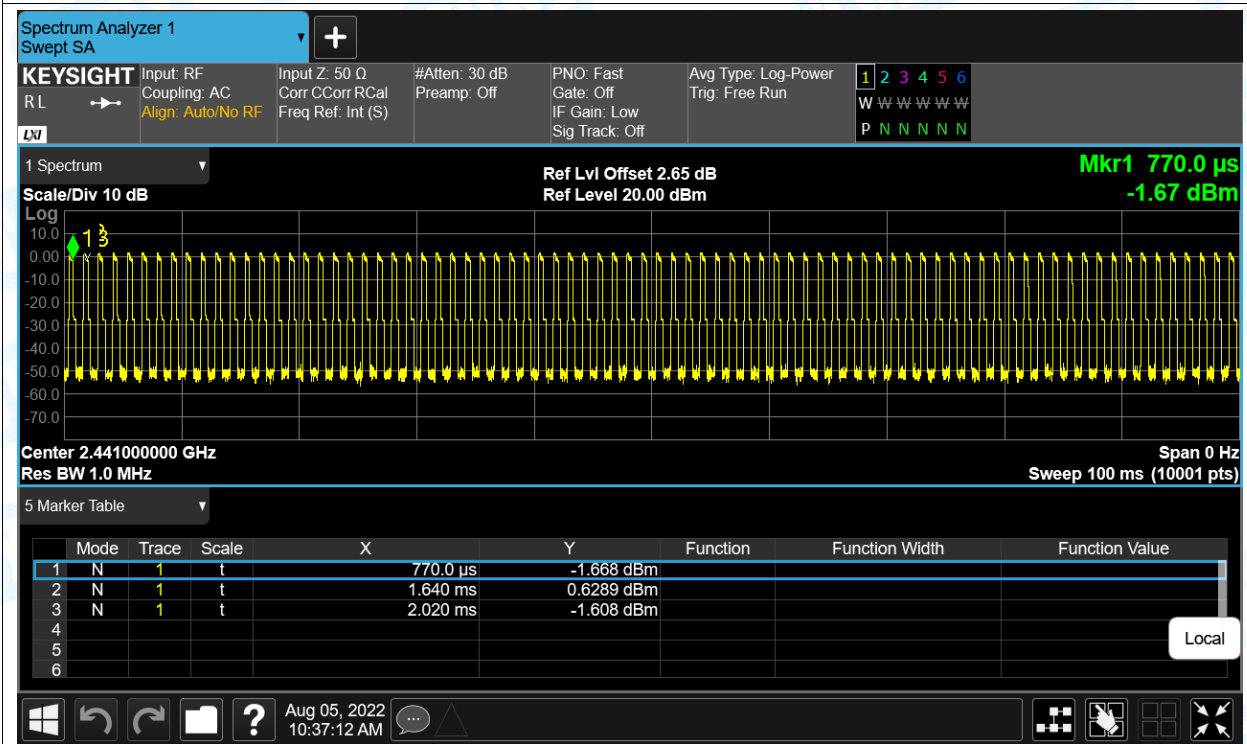 Spectrum Analyzer 1
Swept SA
+
KEYSIGHT Input: RF Input Z: 50 Ω #Atten: 30 dB PNO: Fast Avg Type: Log-Power 1 2 3 4 5 6
R L Coupling: AC Corr CCorr RCal Preamp: Off Gate: Off Trig: Free Run W W W W W W
Align: Auto/No RF Freq Ref: Int (S) IF Gain: Low
LXI Sig Track: Off P N N N N N
1 Spectrum Ref Lvl Offset 2.65 dB Mkr1 770.0 µs
Scale/Div 10 dB Ref Level 20.00 dBm -1.67 dBm
Log
10.0
1 3
0.00
-10.0
-20.0
-30.0
-40.0
-50.0
-60.0
-70.0
Center 2.441000000 GHz Span 0 Hz
Res BW 1.0 MHz Sweep 100 ms (10001 pts)
5 Marker Table
Mode Trace Scale X Y Function Function Width Function Value
1 N 1 t 770.0 µs -1.668 dBm
2 N 1 t 1.640 ms 0.6289 dBm
3 N 1 t 2.020 ms -1.608 dBm
4
5
6
Local
? Aug 05, 2022
10:37:12 AM